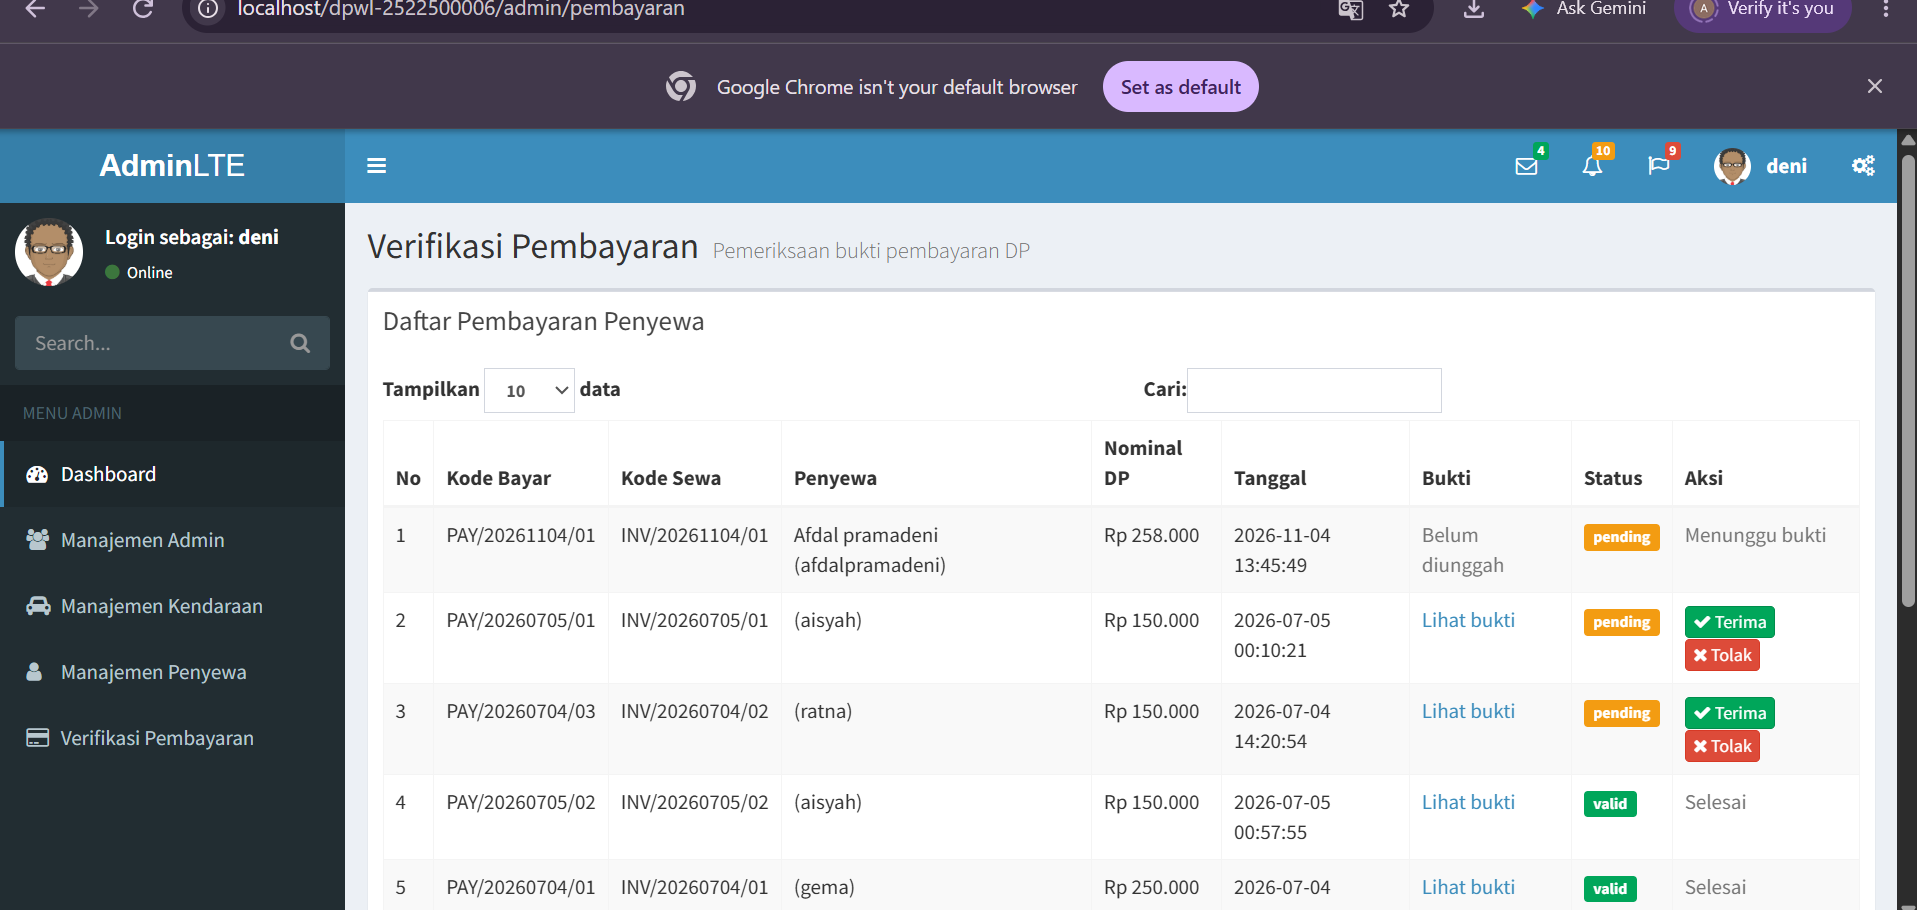 localhost/dpwl-2522500006/admin/pembayaran
Ask Gemini
A
Verify it's you
Google Chrome isn't your default browser
Set as default
AdminLTE
4
10
9
deni
Login sebagai: deni
Online
Search...
MENU ADMIN
Dashboard
Manajemen Admin
Manajemen Kendaraan
Manajemen Penyewa
Verifikasi Pembayaran
Verifikasi Pembayaran Pemeriksaan bukti pembayaran DP
Daftar Pembayaran Penyewa
Tampilkan 10 data
Cari:
No Kode Bayar Kode Sewa Penyewa Nominal DP Tanggal Bukti Status Aksi
1 PAY/20261104/01 INV/20261104/01 Afdal pramadeni Rp 258.000 2026-11-04 Belum pending Menunggu bukti
(afdalpramadeni) 13:45:49 diunggah
2 PAY/20260705/01 INV/20260705/01 (aisyah) Rp 150.000 2026-07-05 Lihat bukti pending Terima
00:10:21 Tolak
3 PAY/20260704/03 INV/20260704/02 (ratna) Rp 150.000 2026-07-04 Lihat bukti pending Terima
14:20:54 Tolak
4 PAY/20260705/02 INV/20260705/02 (aisyah) Rp 150.000 2026-07-05 Lihat bukti valid Selesai
00:57:55
5 PAY/20260704/01 INV/20260704/01 (gema) Rp 250.000 2026-07-04 Lihat bukti valid Selesai